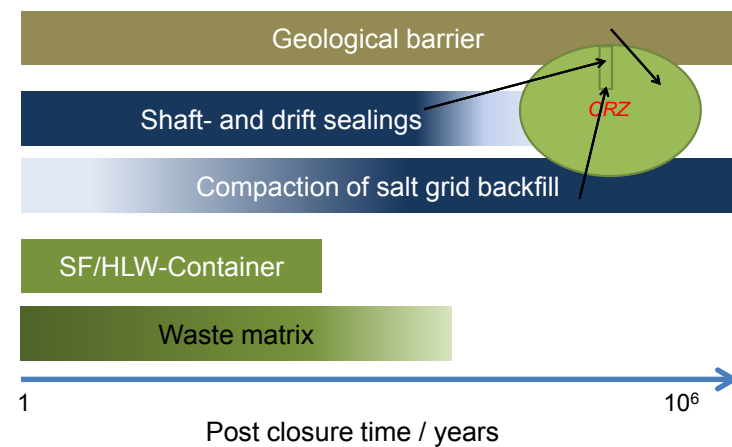 Geological barrier
CRZ
Shaft- and drift sealings
Compaction of salt grid backfill
SF/HLW-Container
Waste matrix
1
10⁶
Post closure time / years